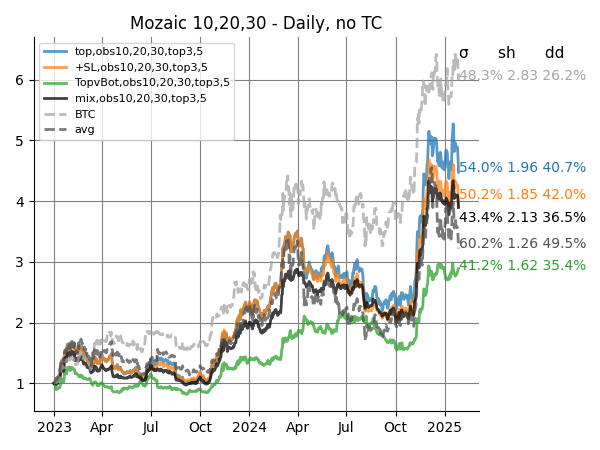 Mozaic 10,20,30 - Daily, no TC
top,obs10,20,30,top3,5
+SL,obs10,20,30,top3,5
TopvBot,obs10,20,30,top3,5
mix,obs10,20,30,top3,5
BTC
avg
σ sh dd
48.3% 2.83 26.2%
54.0% 1.96 40.7%
50.2% 1.85 42.0%
43.4% 2.13 36.5%
60.2% 1.26 49.5%
41.2% 1.62 35.4%
6
5
4
3
2
1
2023 Apr Jul Oct 2024 Apr Jul Oct 2025